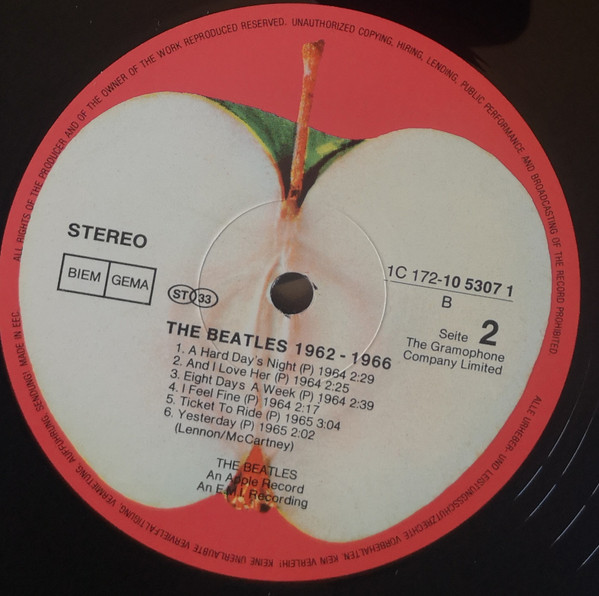 ALL RIGHTS OF THE PRODUCER AND OF THE OWNER OF THE WORK REPRODUCED RESERVED. UNAUTHORIZED COPYING, HIRING, LENDING, PUBLIC PERFORMANCE AND BROADCASTING OF THE RECORD PROHIBITED.
STEREO
BIEM GEMA
ST 33
1C 172-10 5307 1
B
Seite 2
The Gramophone
Company Limited
THE BEATLES 1962 - 1966
1. A Hard Day's Night (P) 1964 2:29
2. And I Love Her (P) 1964 2:25
3. Eight Days A Week (P) 1964 2:39
4. I Feel Fine (P) 1964 2:17
5. Ticket To Ride (P) 1965 3:04
6. Yesterday (P) 1965 2:02
(Lennon/McCartney)
THE BEATLES
An Apple Record
An E.M.I. Recording
ALLE URHEBER- UND LEISTUNGSSCHUTZRECHTE VORBEHALTEN. KEIN VERLEIH! KEINE UNERLAUBTE VERVIELFÄLTIGUNG, VERMIETUNG, AUFFÜHRUNG, SENDUNG! MADE IN EEC